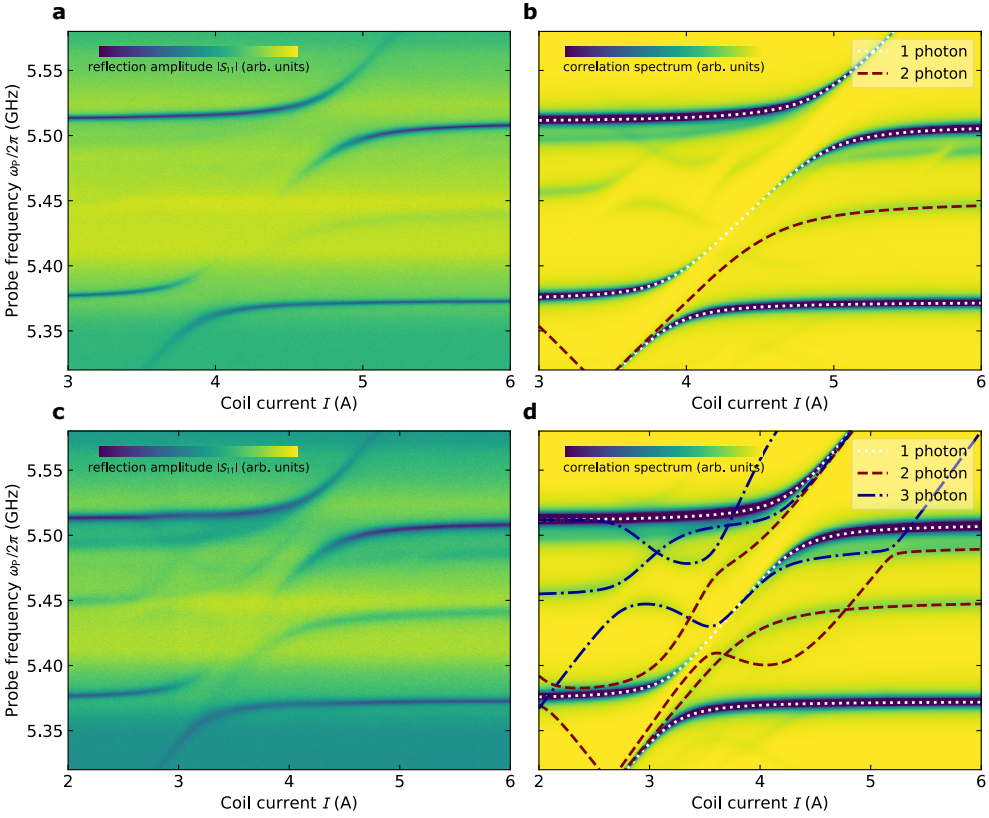 a
reflection amplitude |S₁₁| (arb. units)
Probe frequency ωₚ/2π (GHz)
5.55
5.50
5.45
5.40
5.35
3
4
5
6
Coil current I (A)
b
correlation spectrum (arb. units)
1 photon
2 photon
3
4
5
6
Coil current I (A)
c
reflection amplitude |S₁₁| (arb. units)
Probe frequency ωₚ/2π (GHz)
5.55
5.50
5.45
5.40
5.35
2
3
4
5
6
Coil current I (A)
d
correlation spectrum (arb. units)
1 photon
2 photon
3 photon
2
3
4
5
6
Coil current I (A)